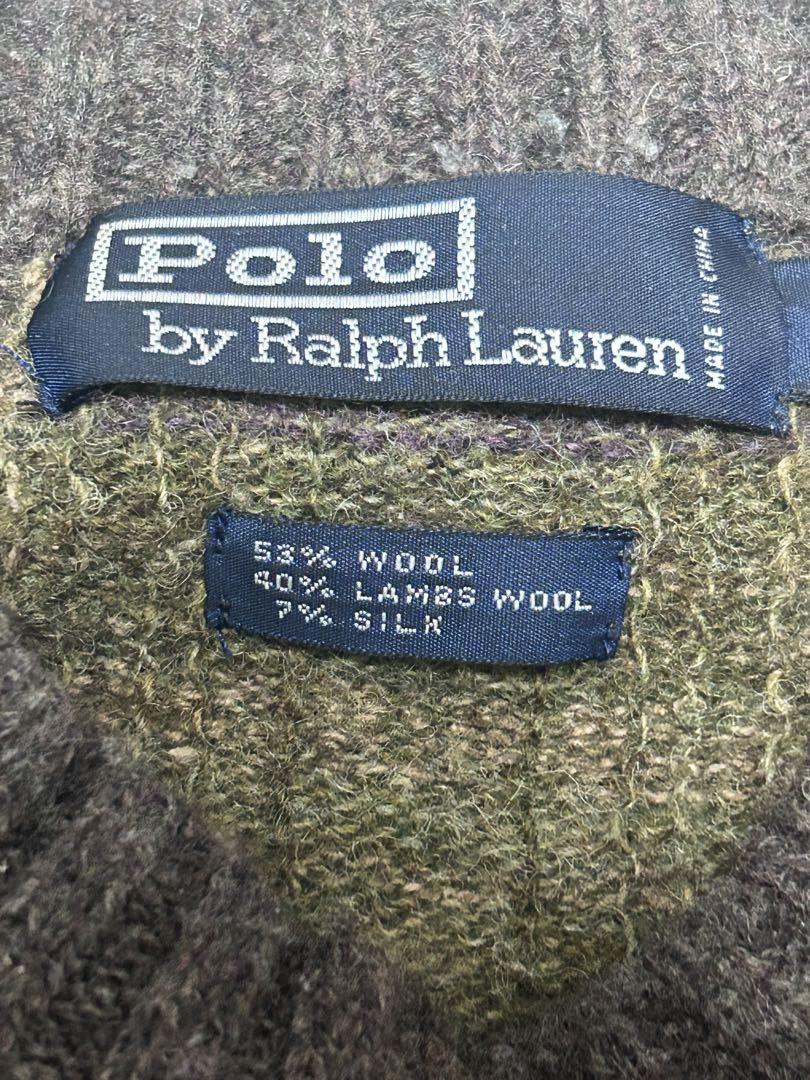 Polo
by Ralph Lauren
MADE IN CHINA
53% WOOL
40% LAMBS WOOL
7% SILK